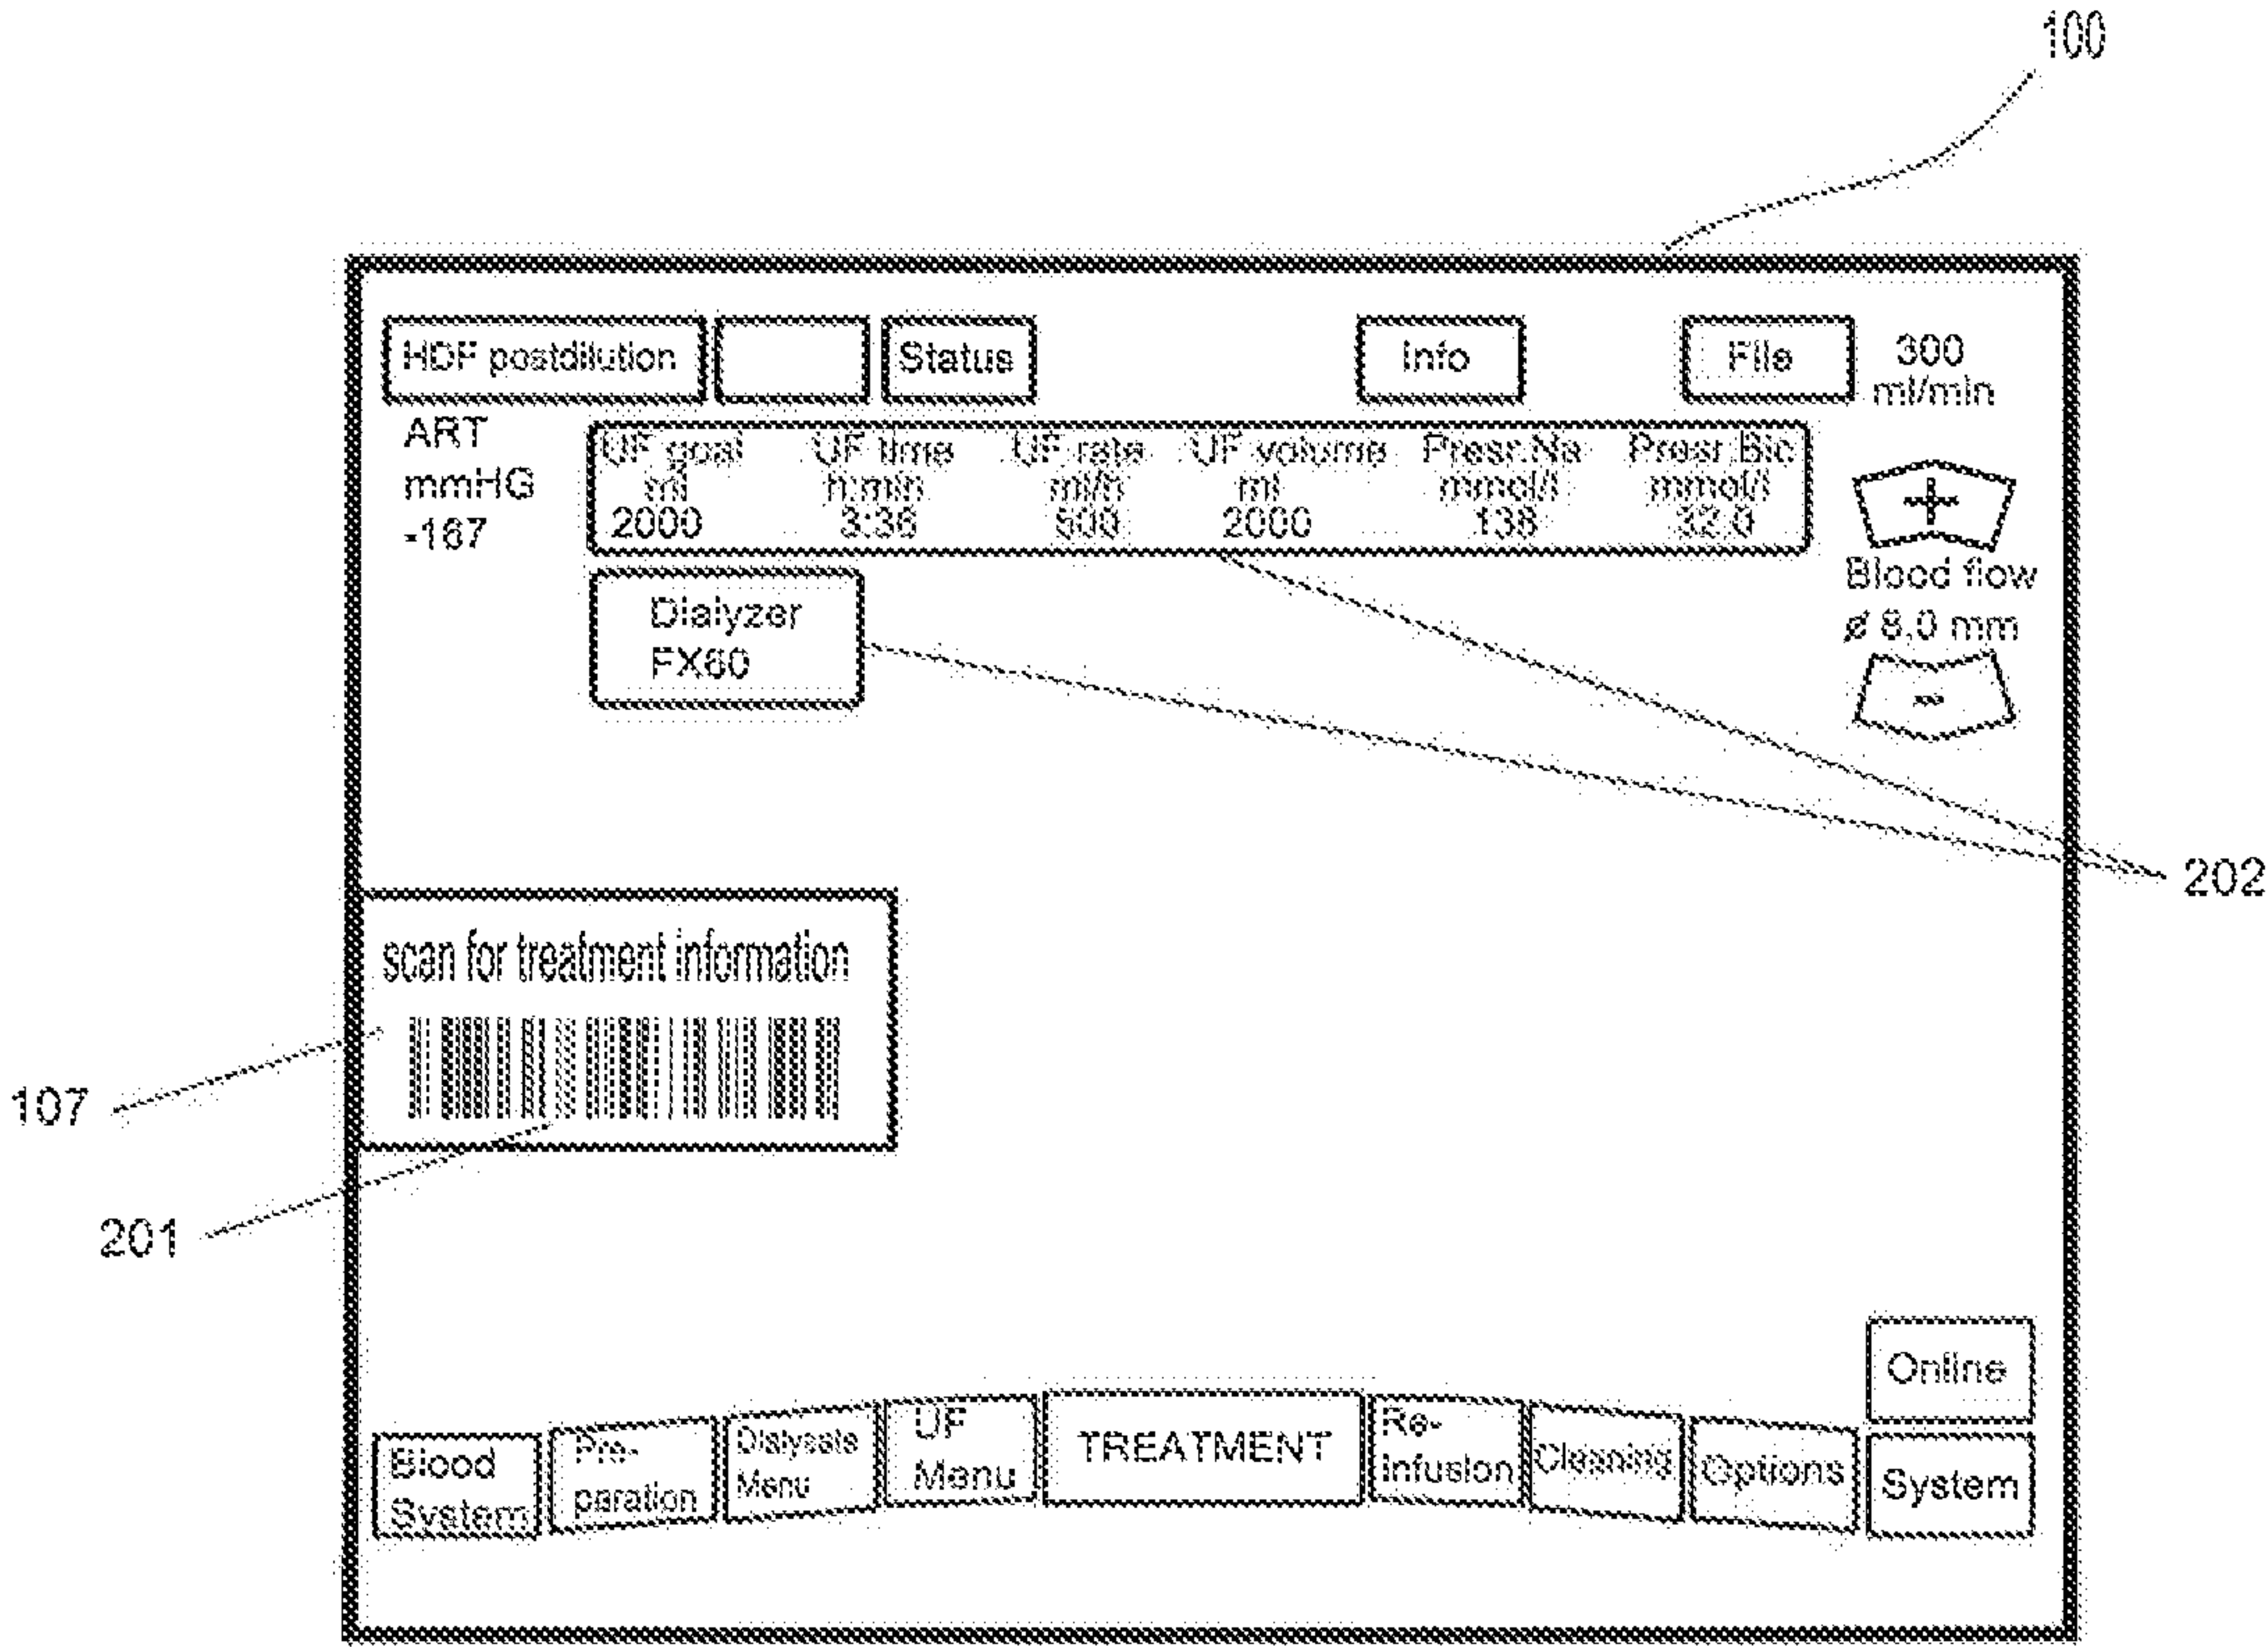 100
HDF postdilution Status Info File 300
ml/min
ART
mmHG
-167
UF goal UF time UF rate UF volume Presr.Na Presr.Bic
ml h:min ml/h ml mmol/l mmol/l
2000 3:36 500 2000 138 32.0
+
Blood flow
ø 8,0 mm
-
Dialyzer
FX60
202
scan for treatment information
107
201
Online
Blood
System
Pre-
paration
Dialysate
Menu
UF
Menu
TREATMENT
Re-
Infusion
Cleaning
Options
System